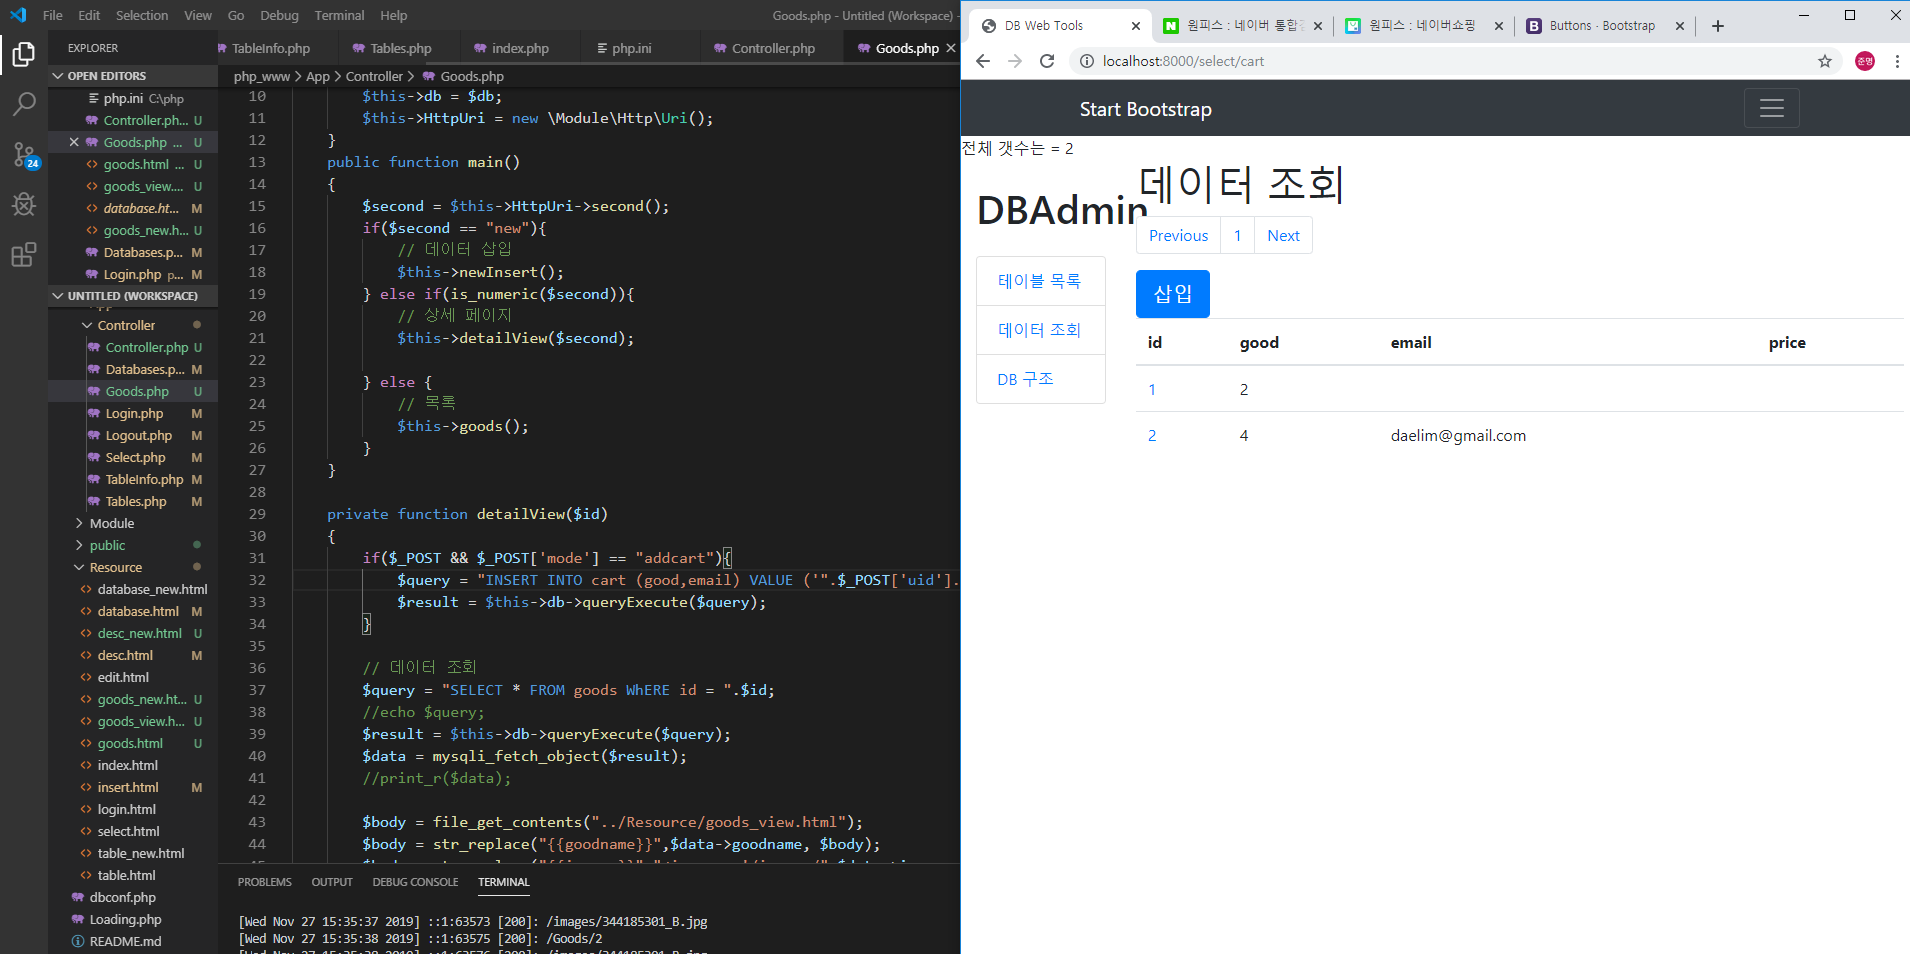 File Edit Selection View Go Debug Terminal Help Goods.php - Untitled (Workspace) -
EXPLORER
OPEN EDITORS
php.ini C:\php
Controller.ph... U
Goods.php ... U
goods.html ... U
goods_view.... U
database.ht... M
goods_new.h... U
Databases.p... M
Login.php p... M
UNTITLED (WORKSPACE)
Controller
Controller.php U
Databases.p... M
Goods.php U
Login.php M
Logout.php M
Select.php M
TableInfo.php M
Tables.php M
Module
public
Resource
database_new.html
database.html M
desc_new.html U
desc.html M
edit.html
goods_new.ht... U
goods_view.h... U
goods.html U
index.html
insert.html M
login.html
select.html
table_new.html
table.html
dbconf.php
Loading.php
README.md
24
TableInfo.php Tables.php index.php php.ini Controller.php Goods.php
php_www > App > Controller > Goods.php
10 $this->db = $db;
11 $this->HttpUri = new \Module\Http\Uri();
12 }
13 public function main()
14 {
15 $second = $this->HttpUri->second();
16 if($second == "new"){
17 // 데이터 삽입
18 $this->newInsert();
19 } else if(is_numeric($second)){
20 // 상세 페이지
21 $this->detailView($second);
22
23 } else {
24 // 목록
25 $this->goods();
26 }
27 }
28
29 private function detailView($id)
30 {
31 if($_POST && $_POST['mode'] == "addcart"){
32 $query = "INSERT INTO cart (good,email) VALUE ('".$_POST['uid'].
33 $result = $this->db->queryExecute($query);
34 }
35
36 // 데이터 조회
37 $query = "SELECT * FROM goods WhERE id = ".$id;
38 //echo $query;
39 $result = $this->db->queryExecute($query);
40 $data = mysqli_fetch_object($result);
41 //print_r($data);
42
43 $body = file_get_contents("../Resource/goods_view.html");
44 $body = str_replace("{{goodname}}",$data->goodname, $body);
PROBLEMS OUTPUT DEBUG CONSOLE TERMINAL
[Wed Nov 27 15:35:37 2019] ::1:63573 [200]: /images/344185301_B.jpg
[Wed Nov 27 15:35:38 2019] ::1:63575 [200]: /Goods/2
DB Web Tools 원피스 : 네이버 통합 원피스 : 네이버쇼핑 Buttons · Bootstrap
localhost:8000/select/cart 준명
Start Bootstrap
전체 갯수는 = 2
DBAdmin
테이블 목록
데이터 조회
DB 구조
데이터 조회
Previous 1 Next
삽입
id good email price
1 2
2 4 daelim@gmail.com